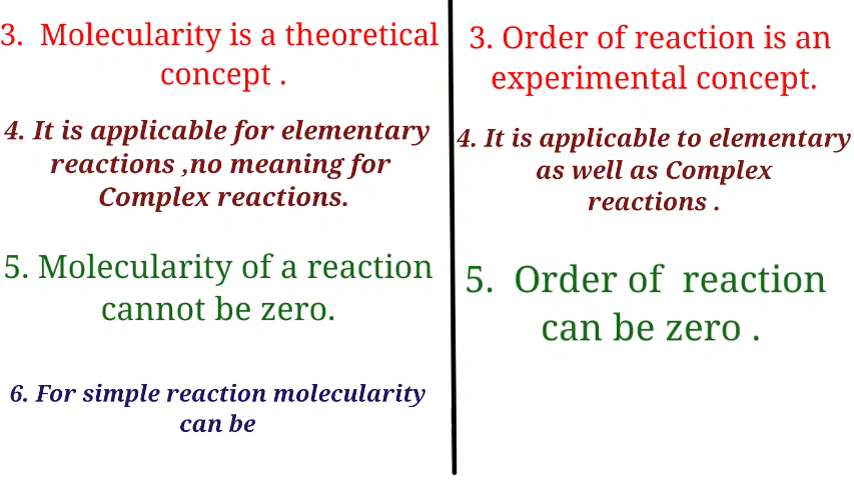 3. Molecularity is a theoretical
concept .
4. It is applicable for elementary
reactions ,no meaning for
Complex reactions.
5. Molecularity of a reaction
cannot be zero.
6. For simple reaction molecularity
can be
3. Order of reaction is an
experimental concept.
4. It is applicable to elementary
as well as Complex
reactions .
5. Order of reaction
can be zero .